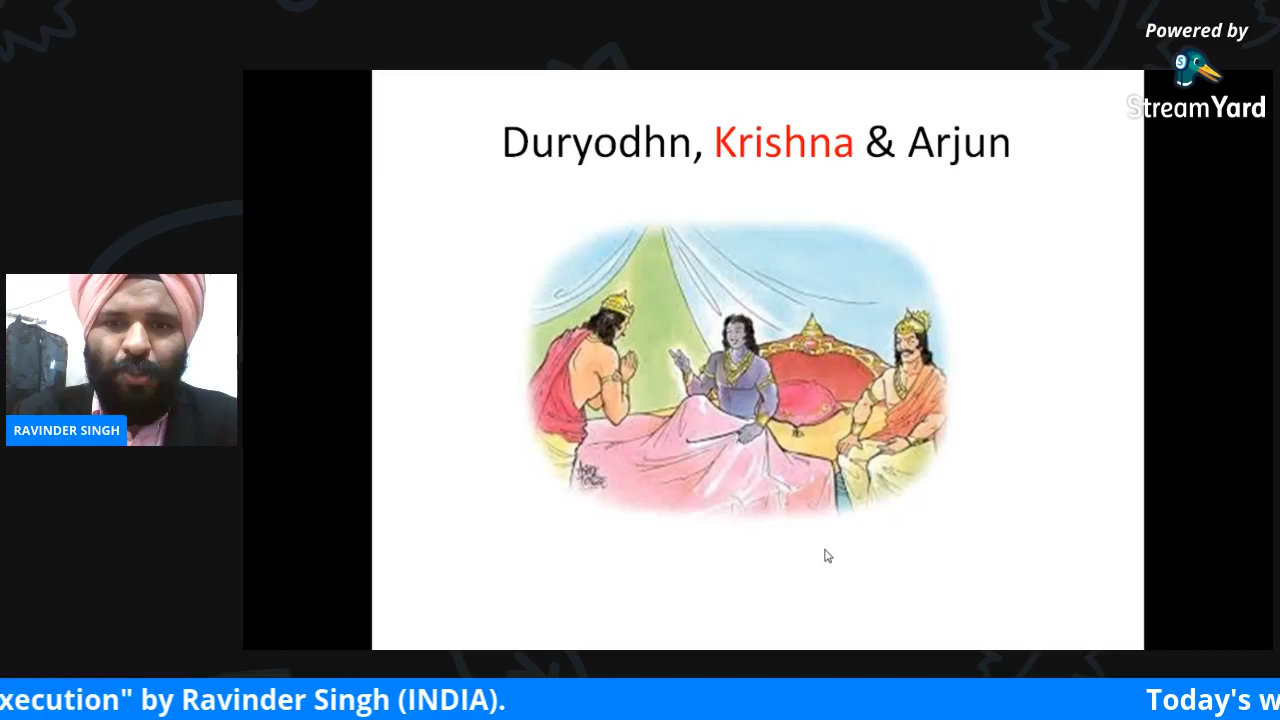 Powered by
StreamYard
Duryodhn, Krishna & Arjun
RAVINDER SINGH
xecution" by Ravinder Singh (INDIA).
Today's w